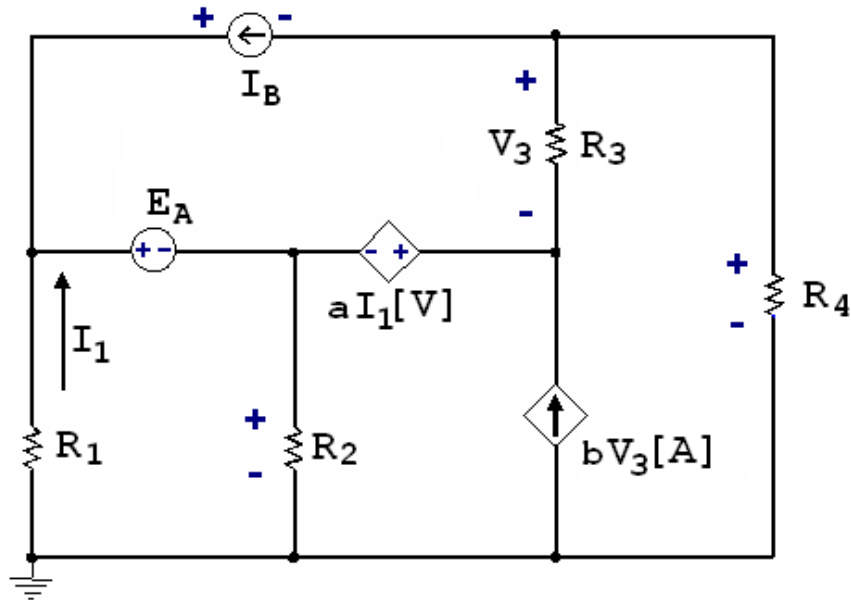 + -
I_B
+
V_3 R_3
-
E_A
+ -
- +
aI_1[V]
+
R_4
-
I_1
+
R_1
R_2
-
bV_3[A]